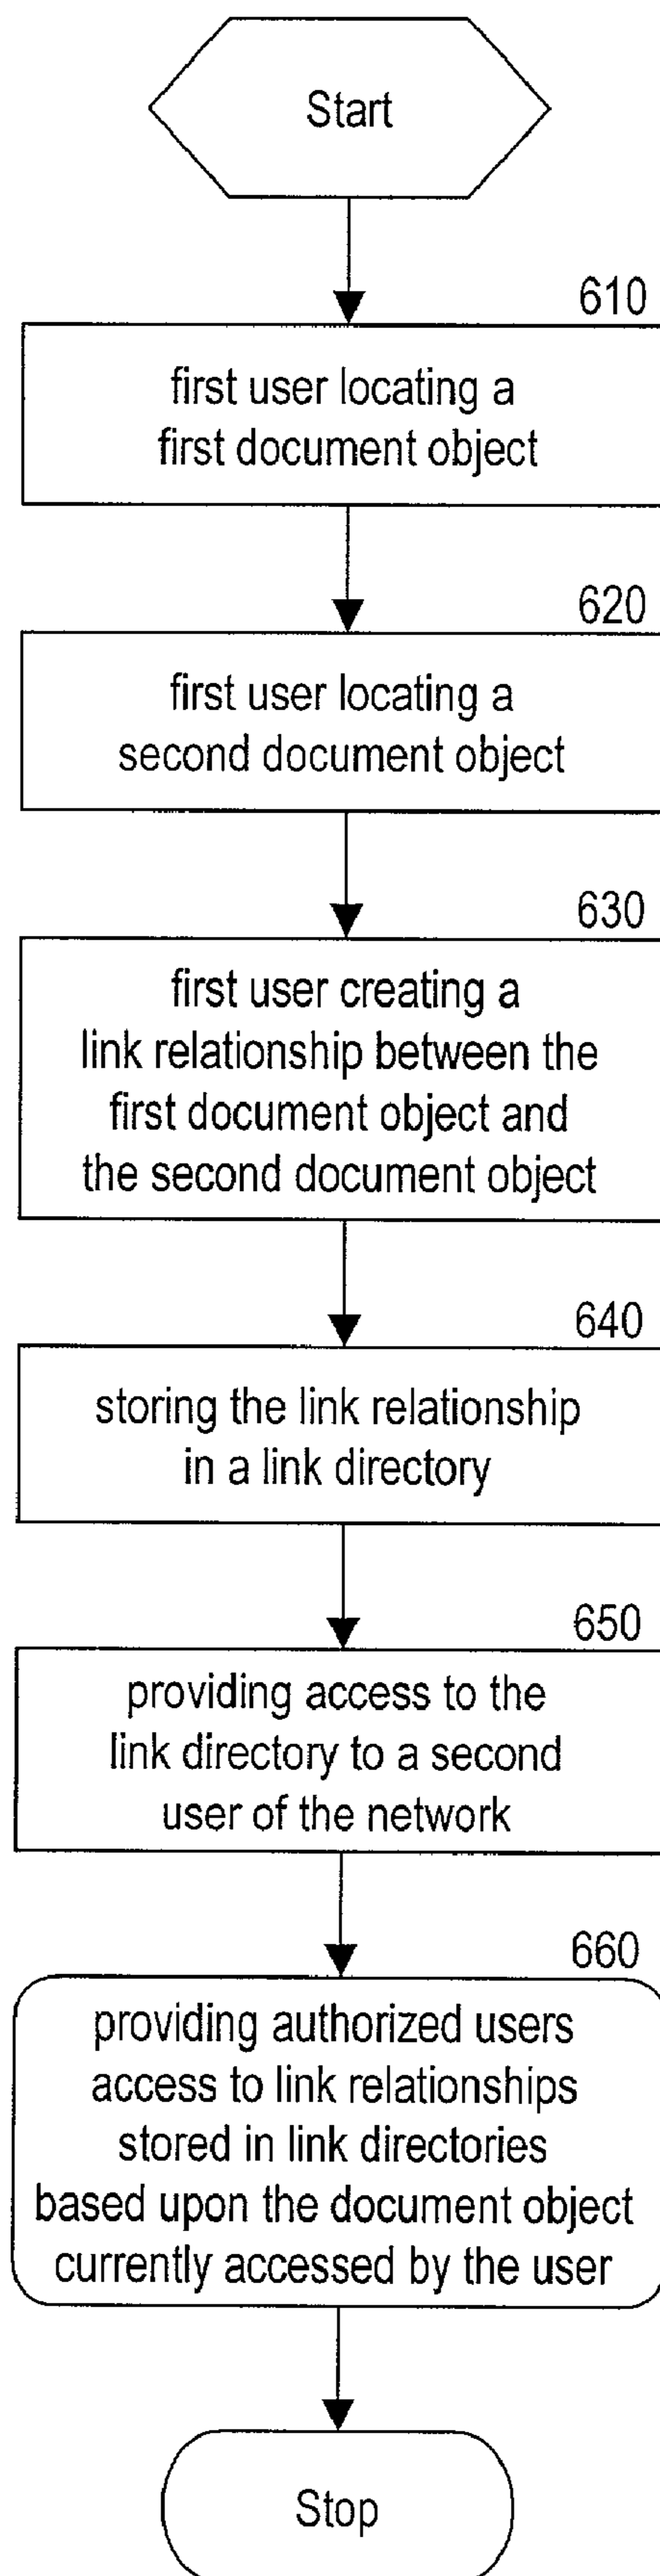 Start
610
first user locating a
first document object
620
first user locating a
second document object
630
first user creating a
link relationship between the
first document object and
the second document object
640
storing the link relationship
in a link directory
650
providing access to the
link directory to a second
user of the network
660
providing authorized users
access to link relationships
stored in link directories
based upon the document object
currently accessed by the user
Stop